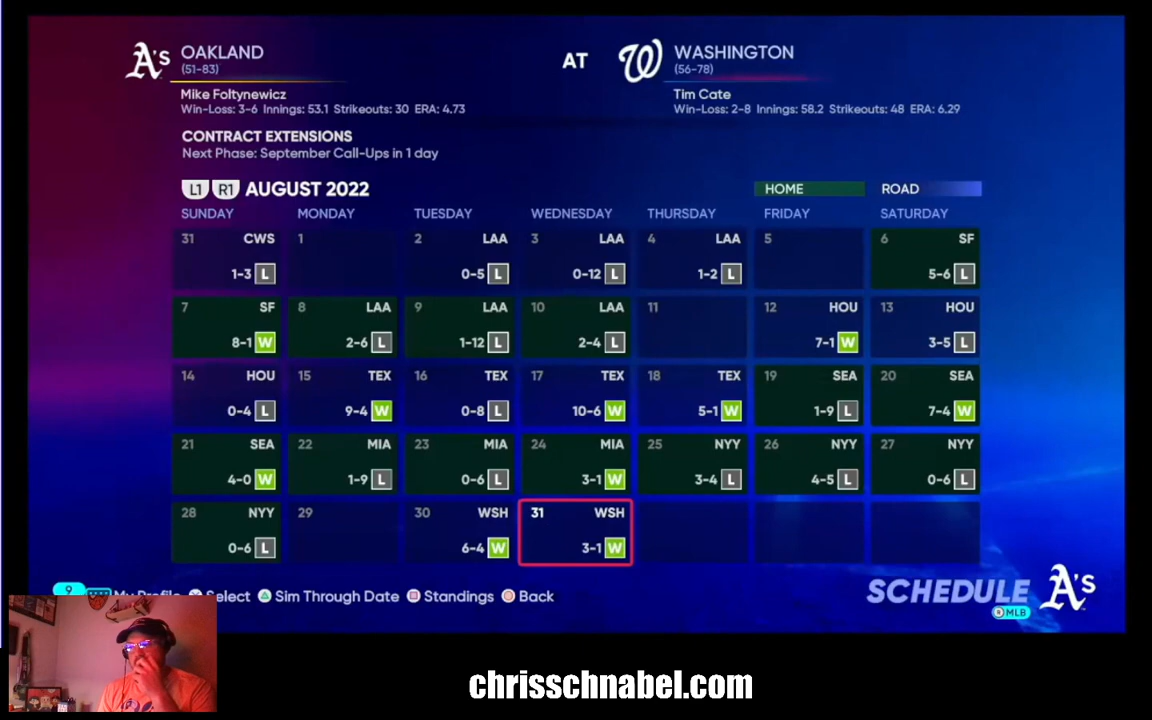 A's OAKLAND
(51-83)
AT
W WASHINGTON
(56-78)
Mike Foltynewicz
Win-Loss: 3-6 Innings: 53.1 Strikeouts: 30 ERA: 4.73
Tim Cate
Win-Loss: 2-8 Innings: 58.2 Strikeouts: 48 ERA: 6.29
CONTRACT EXTENSIONS
Next Phase: September Call-Ups in 1 day
L1 R1 AUGUST 2022 HOME ROAD
SUNDAY MONDAY TUESDAY WEDNESDAY THURSDAY FRIDAY SATURDAY
31 CWS 1 2 LAA 3 LAA 4 LAA 5 6 SF
1-3 L 0-5 L 0-12 L 1-2 L 5-6 L
7 SF 8 LAA 9 LAA 10 LAA 11 12 HOU 13 HOU
8-1 W 2-6 L 1-12 L 2-4 L 7-1 W 3-5 L
14 HOU 15 TEX 16 TEX 17 TEX 18 TEX 19 SEA 20 SEA
0-4 L 9-4 W 0-8 L 10-6 W 5-1 W 1-9 L 7-4 W
21 SEA 22 MIA 23 MIA 24 MIA 25 NYY 26 NYY 27 NYY
4-0 W 1-9 L 0-6 L 3-1 W 3-4 L 4-5 L 0-6 L
28 NYY 29 30 WSH 31 WSH
0-6 L 6-4 W 3-1 W
9 My Profile Select Sim Through Date Standings Back
SCHEDULE A's
R MLB
chrisschnabel.com